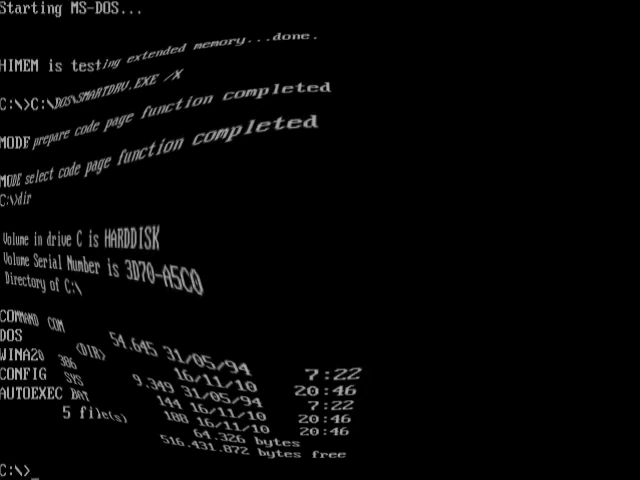 Starting MS-DOS...
HIMEM is testing extended memory...done.
C:\>C:\DOS\SMARTDRV.EXE /X
MODE prepare code page function completed
MODE select code page function completed
C:\>dir
Volume in drive C is HARDDISK
Volume Serial Number is 3D70-A5C0
Directory of C:\
COMMAND COM 54.645 31/05/94 7:22
DOS <DIR> 16/11/10 20:46
WINA20 386 9.349 31/05/94 7:22
CONFIG SYS 144 16/11/10 20:46
AUTOEXEC BAT 188 16/11/10 20:46
5 file(s) 64.326 bytes
516.431.872 bytes free
C:\>_